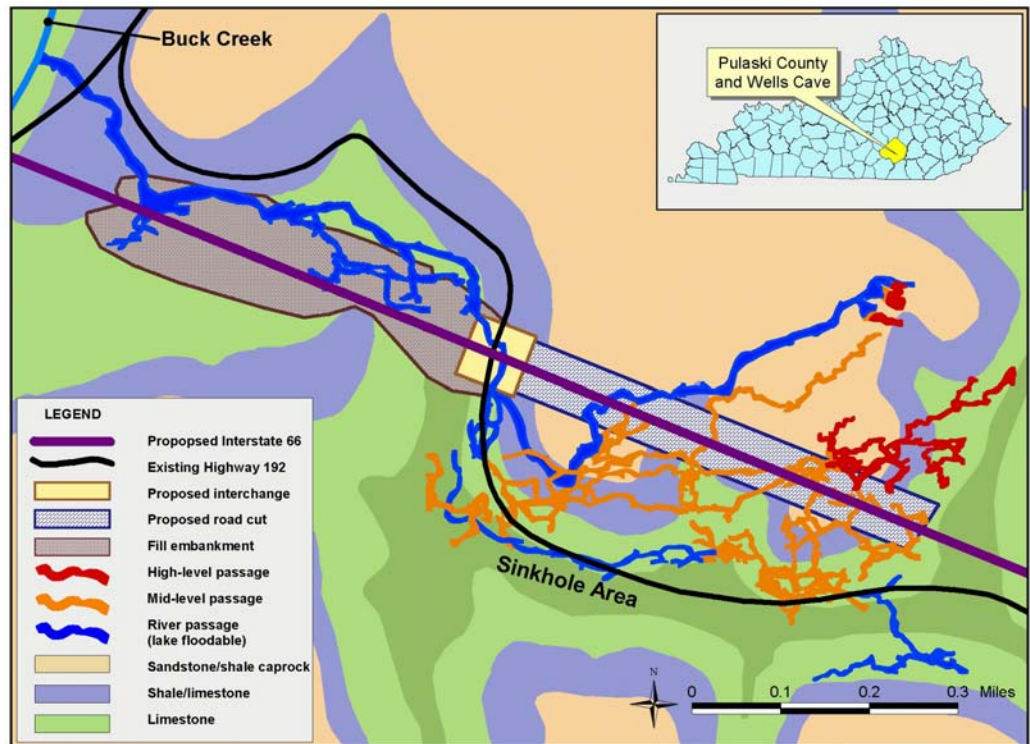 Buck Creek
Pulaski County
and Wells Cave
LEGEND
Propopsed Interstate 66
Existing Highway 192
Proposed interchange
Proposed road cut
Fill embankment
High-level passage
Mid-level passage
River passage
(lake floodable)
Sandstone/shale caprock
Shale/limestone
Limestone
Sinkhole Area
N
0 0.1 0.2 0.3 Miles